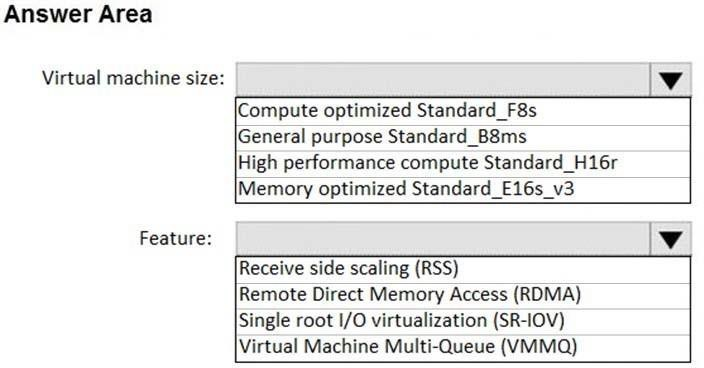 Answer Area
Virtual machine size:
Compute optimized Standard_F8s
General purpose Standard_B8ms
High performance compute Standard_H16r
Memory optimized Standard_E16s_v3
Feature:
Receive side scaling (RSS)
Remote Direct Memory Access (RDMA)
Single root I/O virtualization (SR-IOV)
Virtual Machine Multi-Queue (VMMQ)